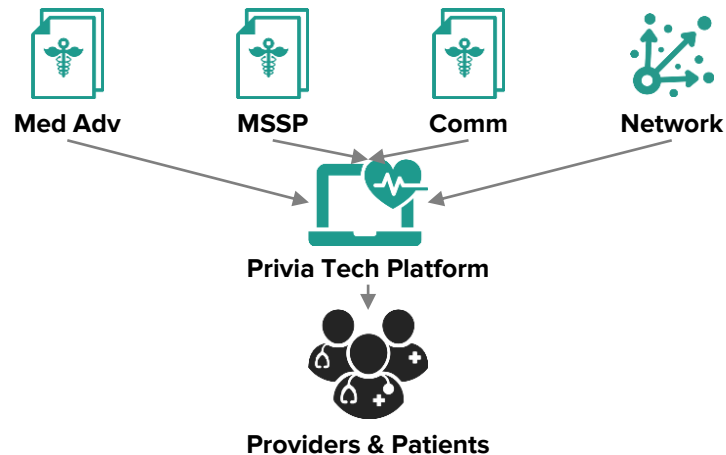 Med Adv
MSSP
Comm
Network
Privia Tech Platform
Providers & Patients